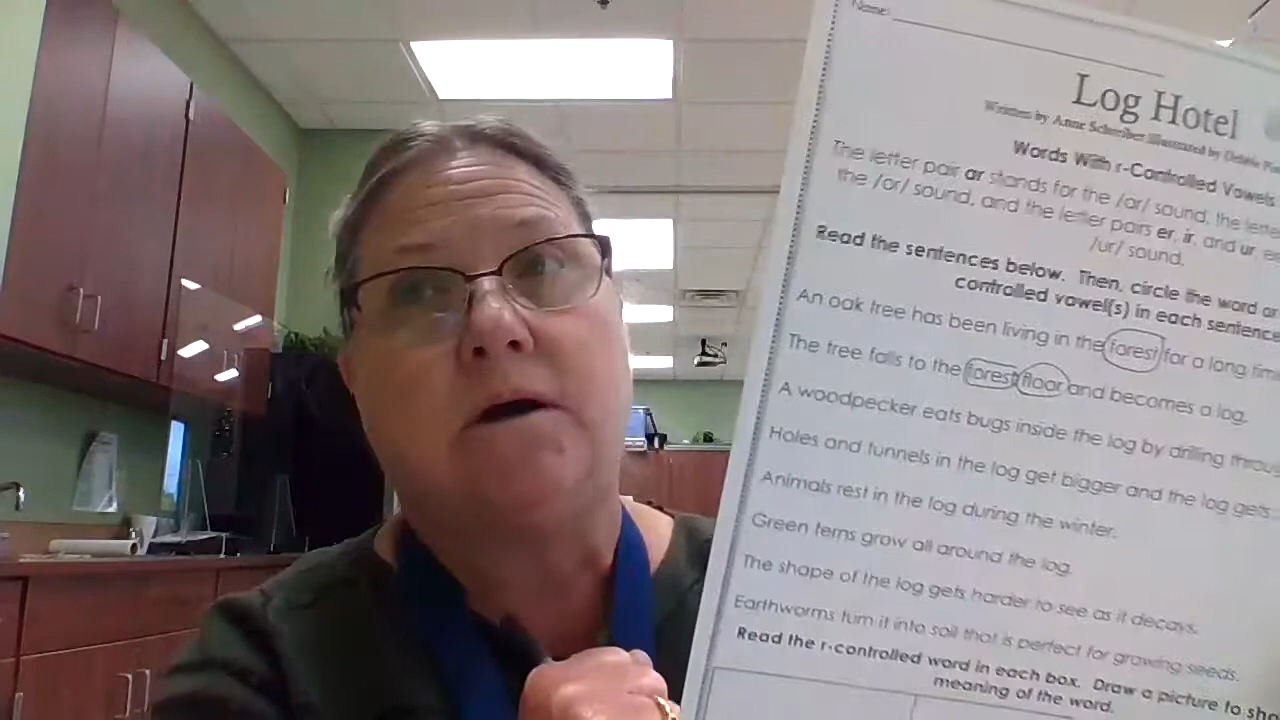 Name:
Log Hotel
Written by Anne Schreiber Illustrated by Debbie
Words With r-Controlled Vowels
The letter pair ar stands for the /ar/ sound, the letter
the /or/ sound, and the letter pairs er, ir, and ur
/ur/ sound.
Read the sentences below. Then, circle the word
controlled vowel(s) in each sentence
An oak tree has been living in the forest for a long
The tree falls to the forest floor and becomes a log.
A woodpecker eats bugs inside the log by drilling
Holes and tunnels in the log get bigger and the log gets
Animals rest in the log during the winter.
Green ferns grow all around the log.
The shape of the log gets harder to see as it decays.
Earthworms turn it into soil that is perfect for growing seeds.
Read the r-controlled word in each box. Draw a picture to
meaning of the word.